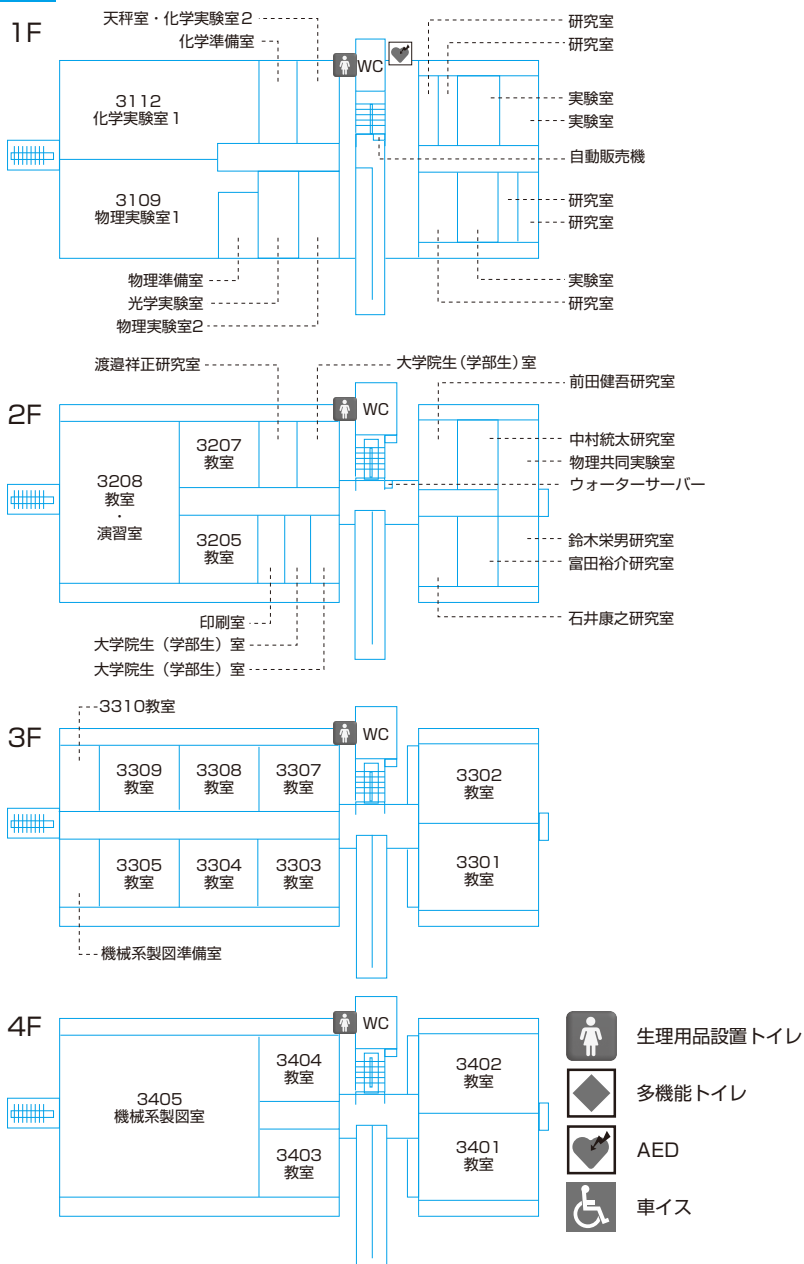 1F
天秤室・化学実験室2
化学準備室
WC
研究室
研究室
3112
化学実験室1
実験室
実験室
自動販売機
3109
物理実験室1
研究室
研究室
物理準備室
光学実験室
物理実験室2
実験室
研究室
2F
渡邉祥正研究室
大学院生(学部生)室
WC
前田健吾研究室
3207
教室
中村統太研究室
3208
教室
・
演習室
物理共同実験室
ウォーターサーバー
3205
教室
鈴木栄男研究室
富田裕介研究室
印刷室
大学院生(学部生)室
大学院生(学部生)室
石井康之研究室
3F
3310教室
WC
3309
教室
3308
教室
3307
教室
3302
教室
3305
教室
3304
教室
3303
教室
3301
教室
機械系製図準備室
4F
WC
3404
教室
3402
教室
3405
機械系製図室
3403
教室
3401
教室
生理用品設置トイレ
多機能トイレ
AED
車イス